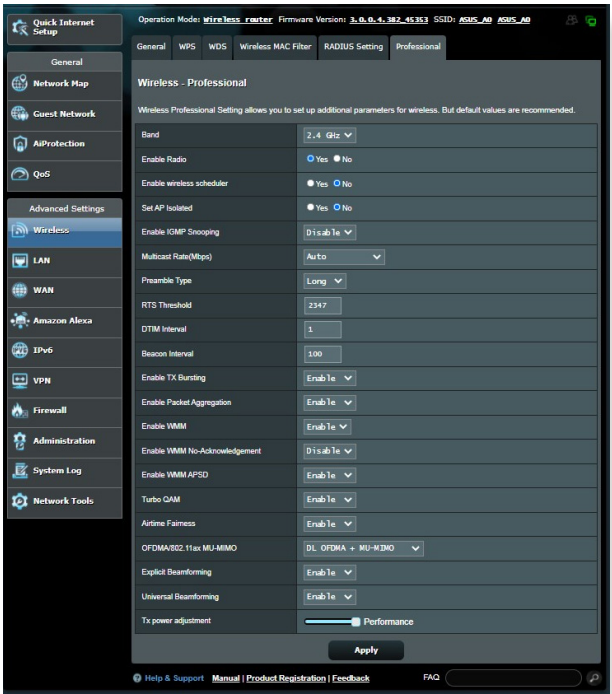 Quick Internet
Setup
Operation Mode: Wireless router Firmware Version: 3.0.0.4.382_45353 SSID: ASUS_A0 ASUS_A0
General WPS WDS Wireless MAC Filter RADIUS Setting Professional
General
Network Map
Guest Network
AiProtection
QoS
Advanced Settings
Wireless
LAN
WAN
Amazon Alexa
IPv6
VPN
Firewall
Administration
System Log
Network Tools
Wireless - Professional
Wireless Professional Setting allows you to set up additional parameters for wireless. But default values are recommended.
Band 2.4 GHz
Enable Radio Yes No
Enable wireless scheduler Yes No
Set AP Isolated Yes No
Enable IGMP Snooping Disable
Multicast Rate(Mbps) Auto
Preamble Type Long
RTS Threshold 2347
DTIM Interval 1
Beacon Interval 100
Enable TX Bursting Enable
Enable Packet Aggregation Enable
Enable WMM Enable
Enable WMM No-Acknowledgement Disable
Enable WMM APSD Enable
Turbo QAM Enable
Airtime Fairness Enable
OFDMA/802.11ax MU-MIMO DL OFDMA + MU-MIMO
Explicit Beamforming Enable
Universal Beamforming Enable
Tx power adjustment Performance
Apply
Help & Support Manual | Product Registration | Feedback FAQ